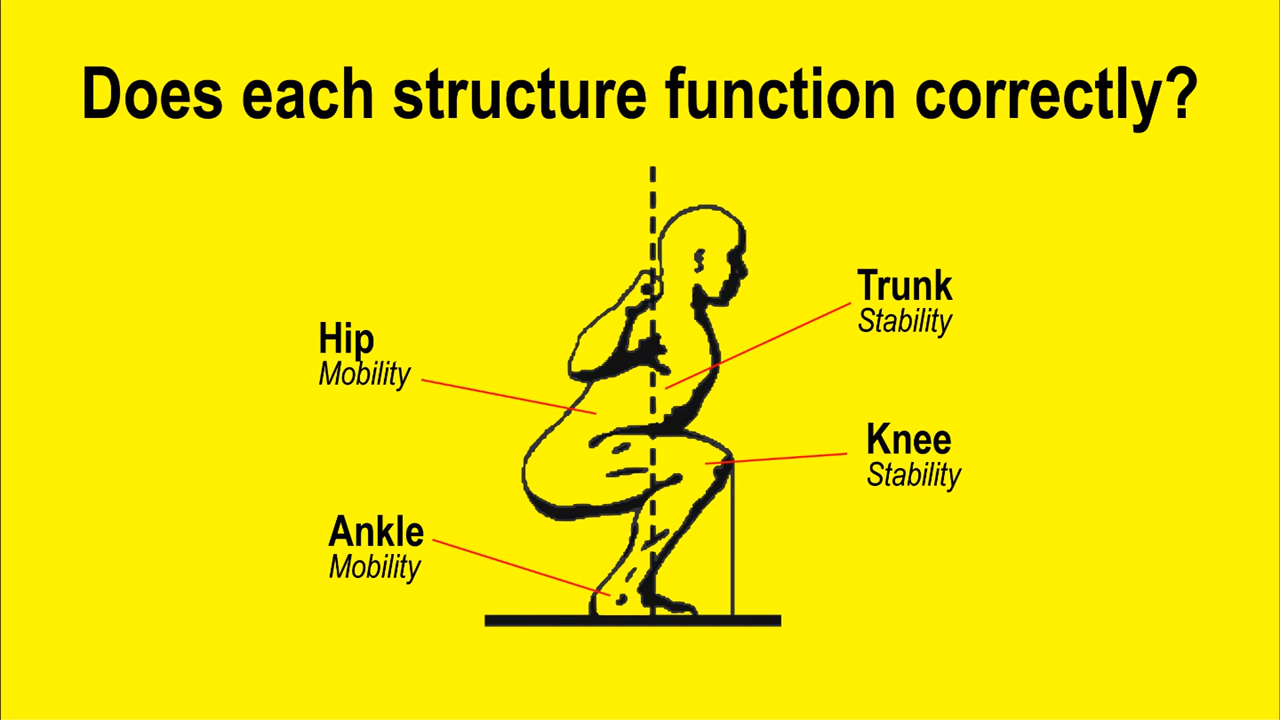 Does each structure function correctly?
Trunk
Stability
Hip
Mobility
Knee
Stability
Ankle
Mobility